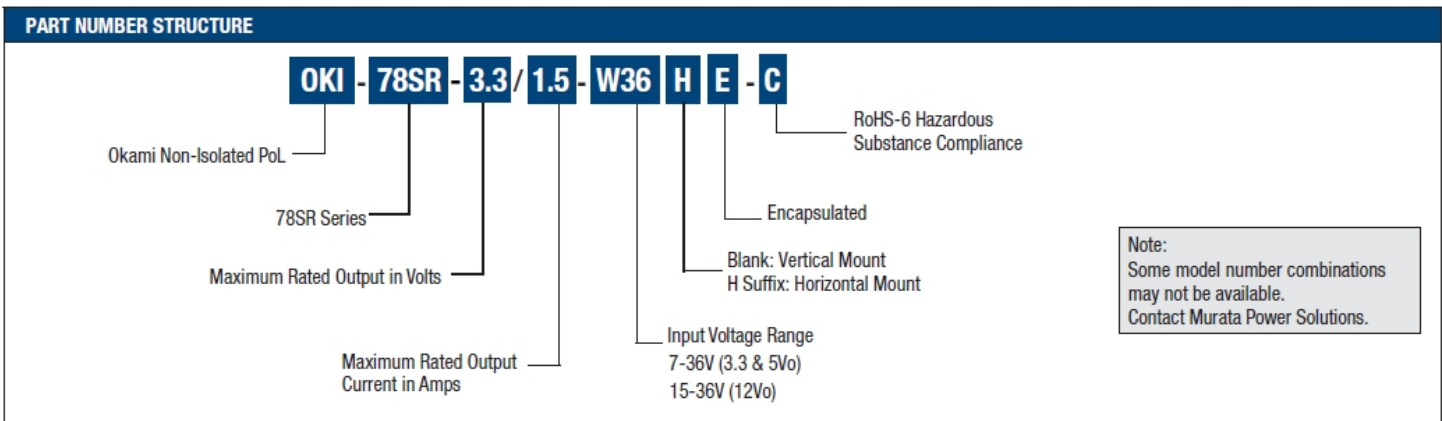 PART NUMBER STRUCTURE
OKI - 78SR - 3.3 / 1.5 - W36 H E - C
RoHS-6 Hazardous
Substance Compliance
Okami Non-Isolated PoL
Encapsulated
78SR Series
Blank: Vertical Mount
H Suffix: Horizontal Mount
Maximum Rated Output in Volts
Note:
Some model number combinations
may not be available.
Contact Murata Power Solutions.
Input Voltage Range
7-36V (3.3 & 5Vo)
15-36V (12Vo)
Maximum Rated Output
Current in Amps